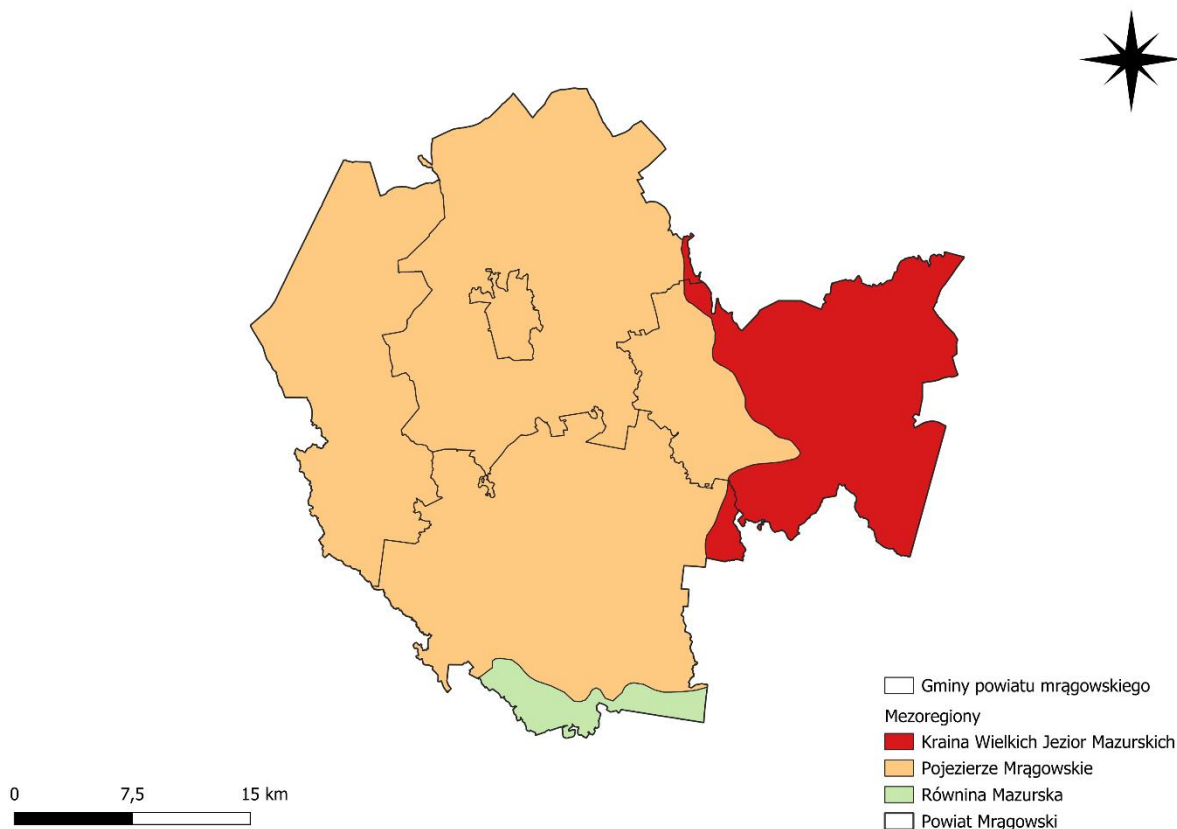 Gminy powiatu mrągowskiego
Mezoregiony
Kraina Wielkich Jezior Mazurskich
Pojezierze Mrągowskie
Równina Mazurska
Powiat Mrągowski
0 7,5 15 km